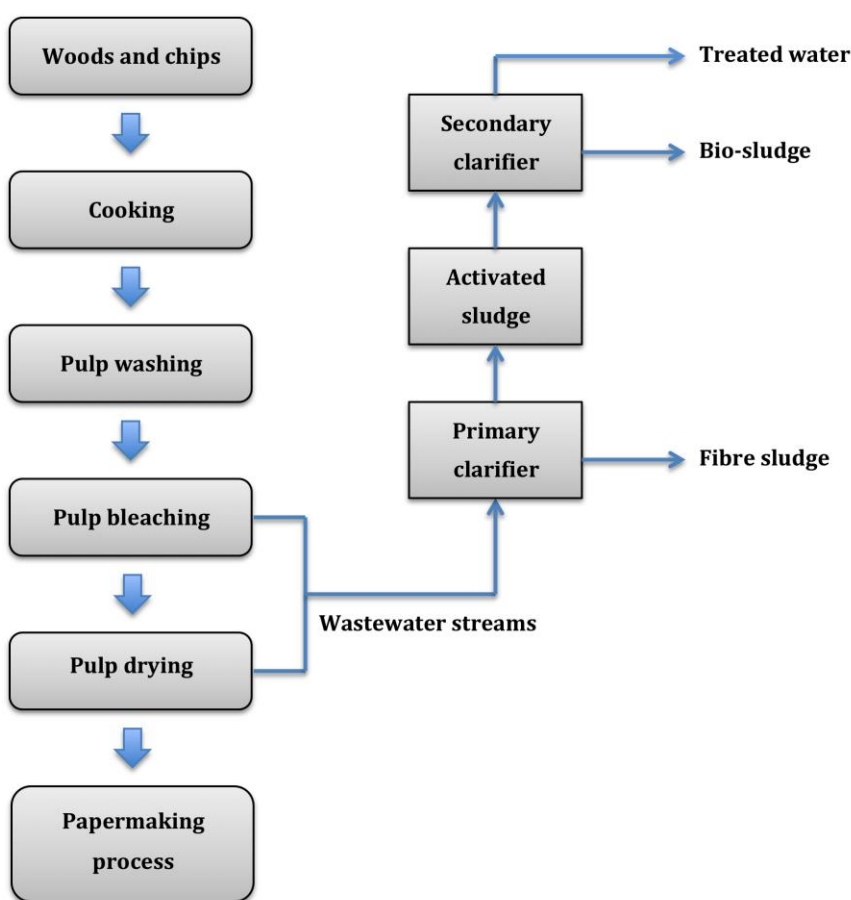 Woods and chips
Cooking
Pulp washing
Pulp bleaching
Pulp drying
Papermaking
process
Wastewater streams
Primary
clarifier
Fibre sludge
Activated
sludge
Secondary
clarifier
Bio-sludge
Treated water